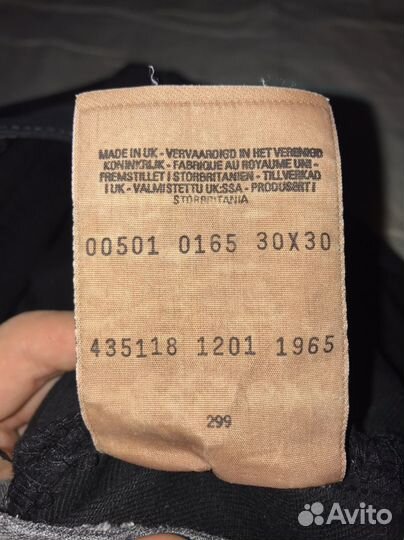 MADE IN UK - VERVAARDIGD IN HET VERENIGD
KONINKRIJK - FABRIQUE AU ROYAUME UNI -
FREMSTILLET I STORBRITANIEN - TILLVERKAD
I UK - VALMISTETTU UK:SSA - PRODUSERT I
STORBRITANIA
00501 0165 30X30
435118 1201 1965
299
Avito